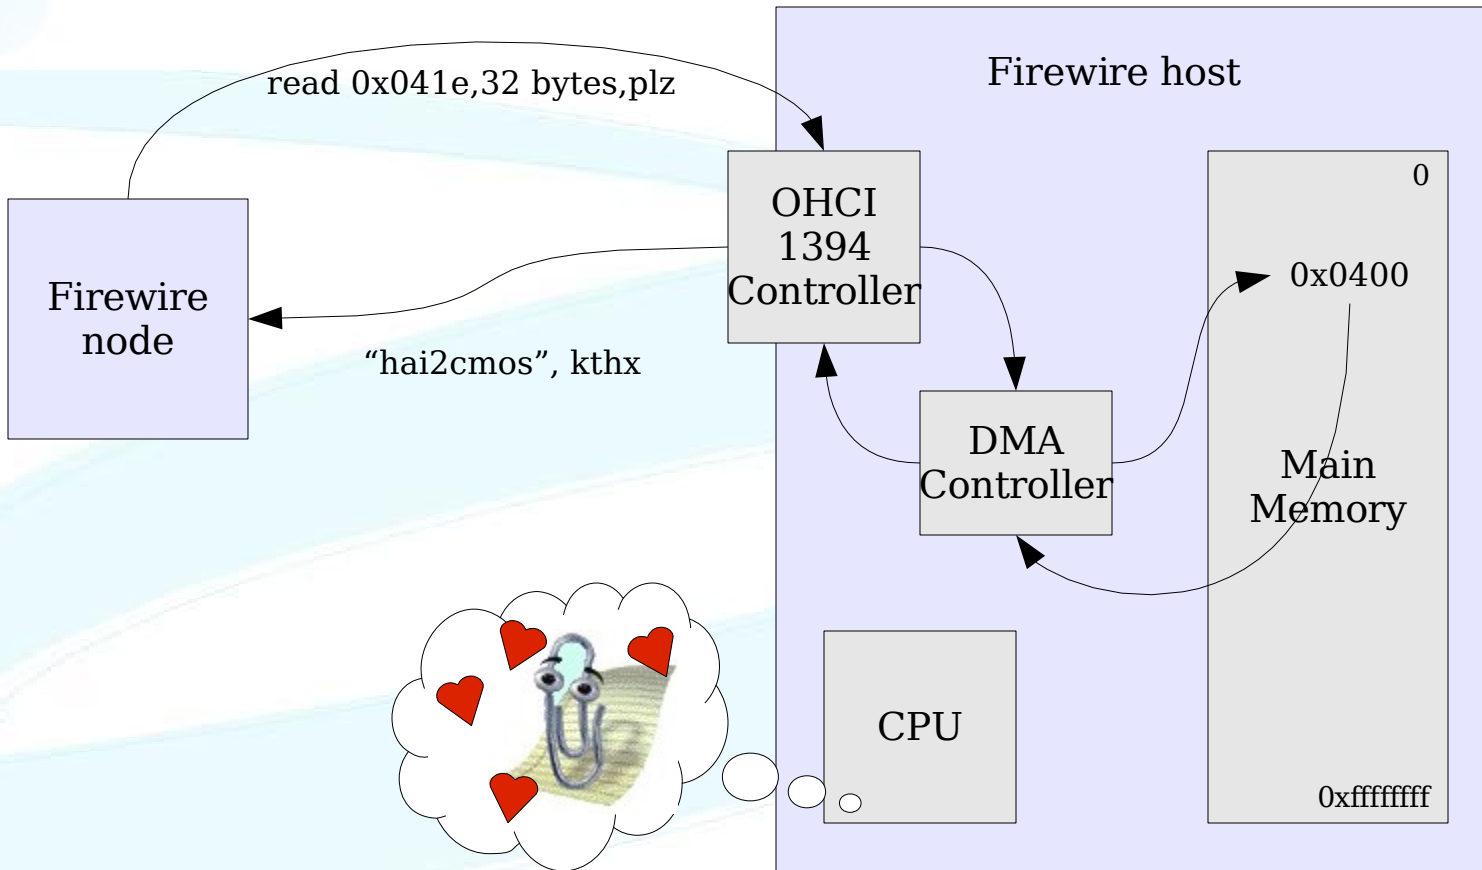 read 0x041e,32 bytes,plz
Firewire host
OHCI
1394
Controller
0
0x0400
Firewire
node
“hai2cmos”, kthx
DMA
Controller
Main
Memory
CPU
0xffffffff